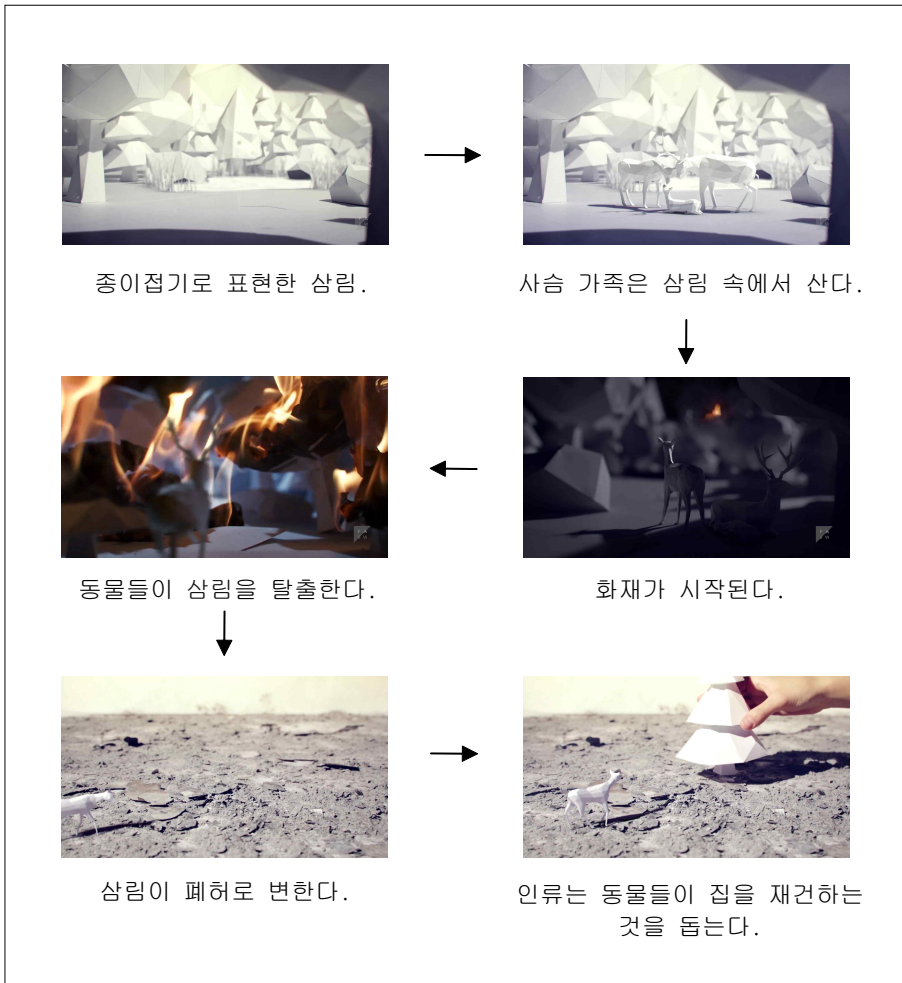 종이접기로 표현한 삼림.
사슴 가족은 삼림 속에서 산다.
화재가 시작된다.
동물들이 삼림을 탈출한다.
삼림이 폐허로 변한다.
인류는 동물들이 집을 재건하는
것을 돕는다.